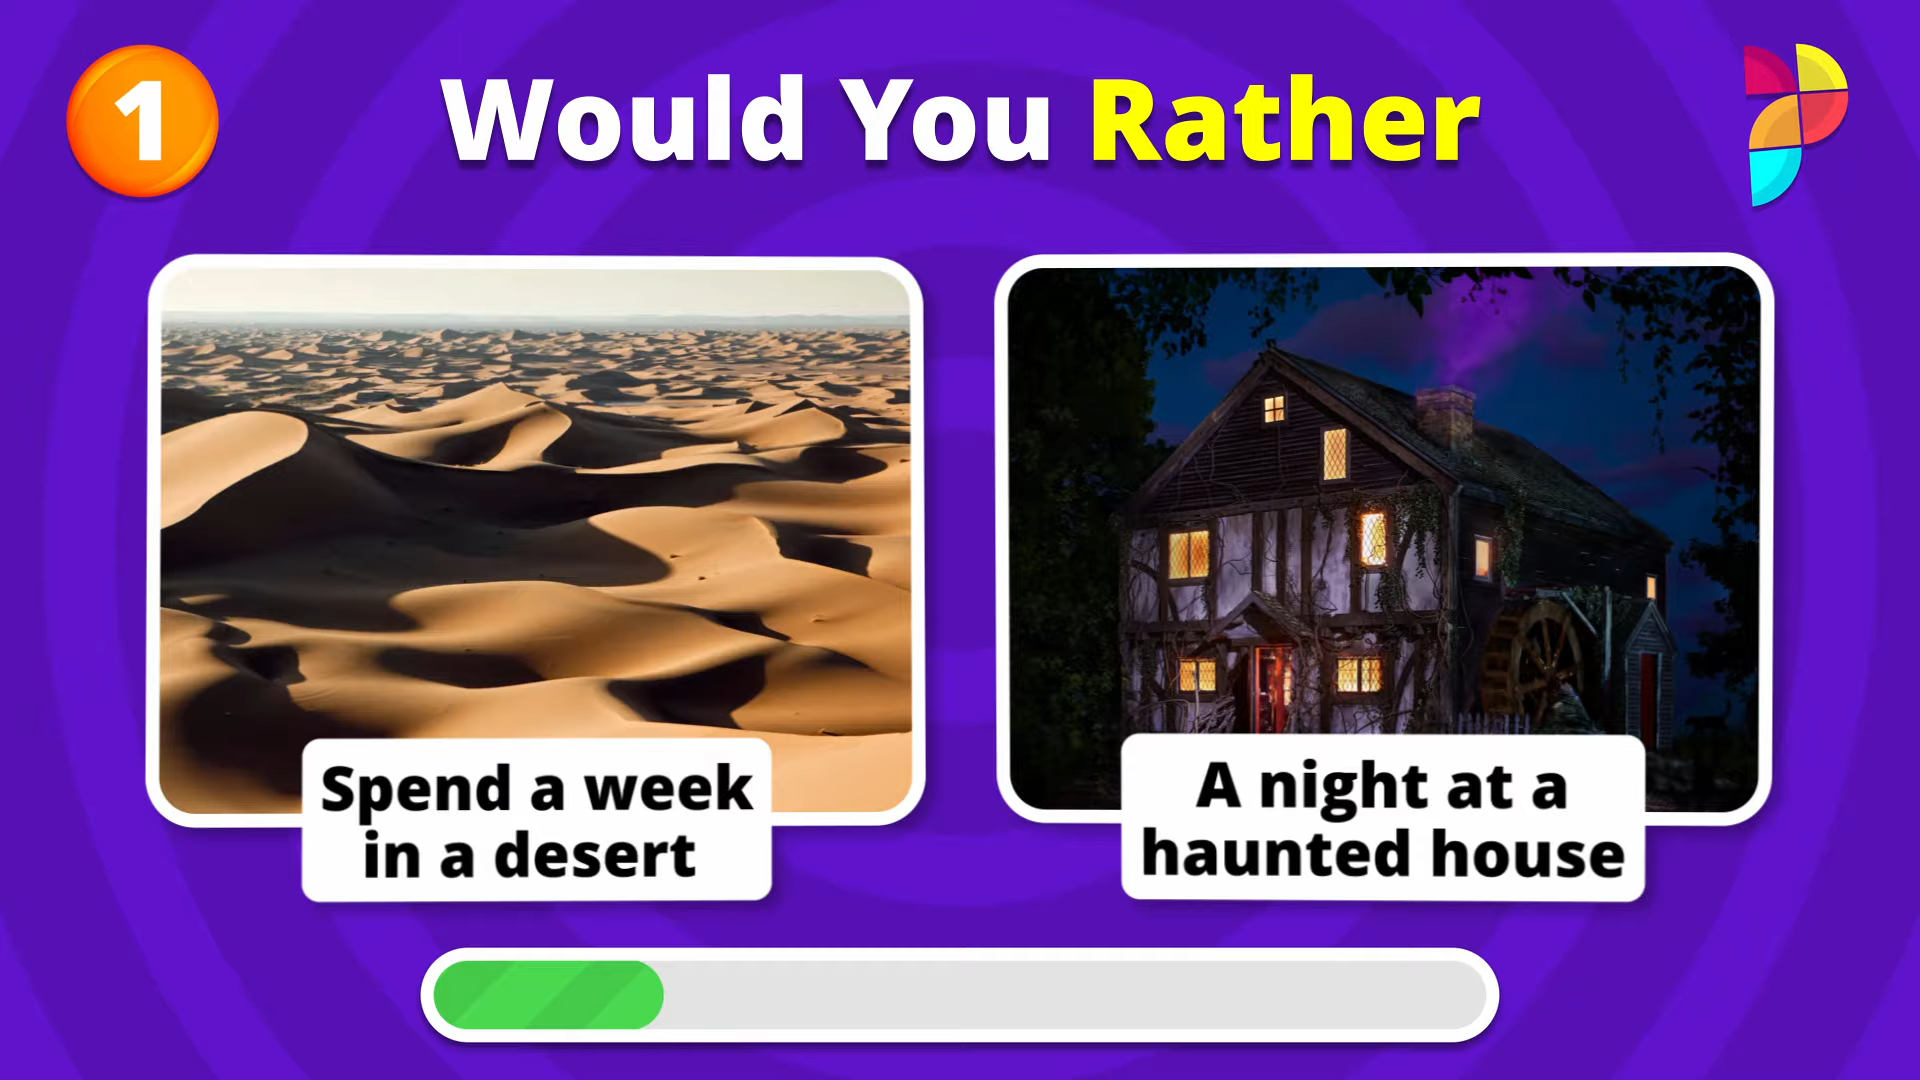 1
Would You Rather
Spend a week
in a desert
A night at a
haunted house